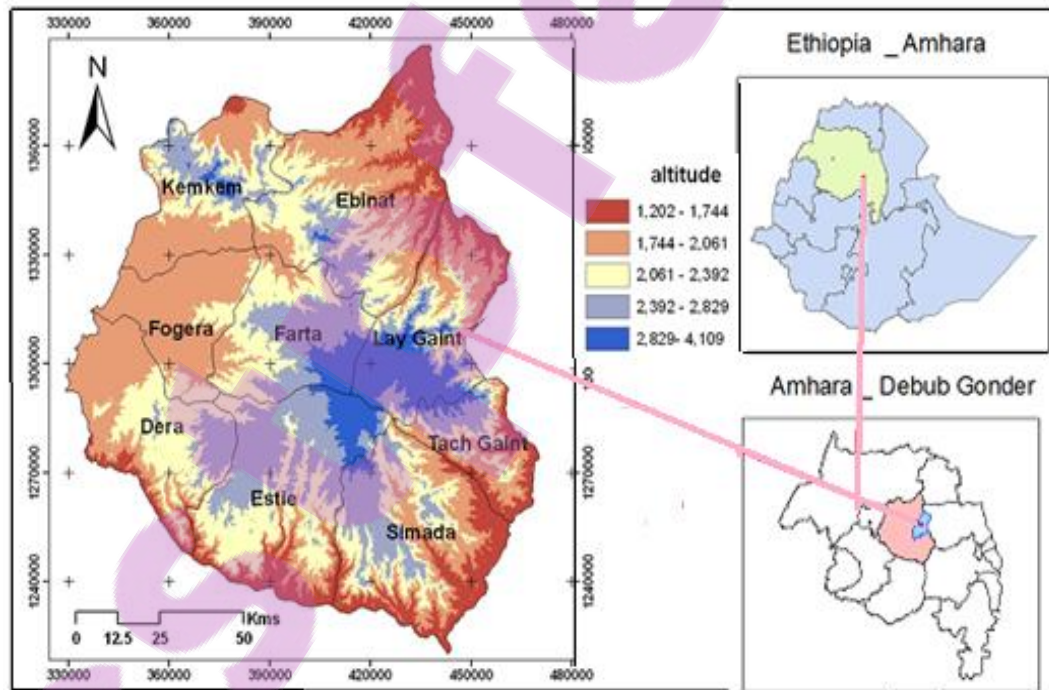 330000 360000 390000 420000 450000 480000
N
1360000
1330000
1300000
1270000
1240000
Kemkem
Ebinat
Fogera
Farta
Lay Gaint
Dera
Tach Gaint
Estie
Simada
0 12.5 25 50 Kms
330000 360000 390000 420000 450000 480000
1270000
1240000
altitude
1,202 - 1,744
1,744 - 2,061
2,061 - 2,392
2,392 - 2,829
2,829- 4,109
Ethiopia _ Amhara
Amhara _ Debub Gonder